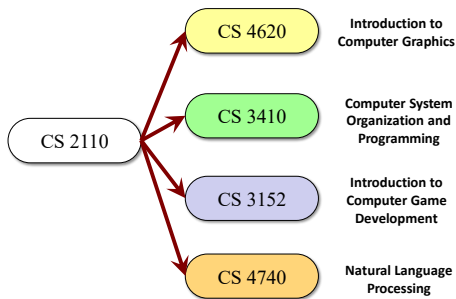 CS 4620
Introduction to
Computer Graphics
CS 3410
Computer System
Organization and
Programming
CS 2110
CS 3152
Introduction to
Computer Game
Development
CS 4740
Natural Language
Processing